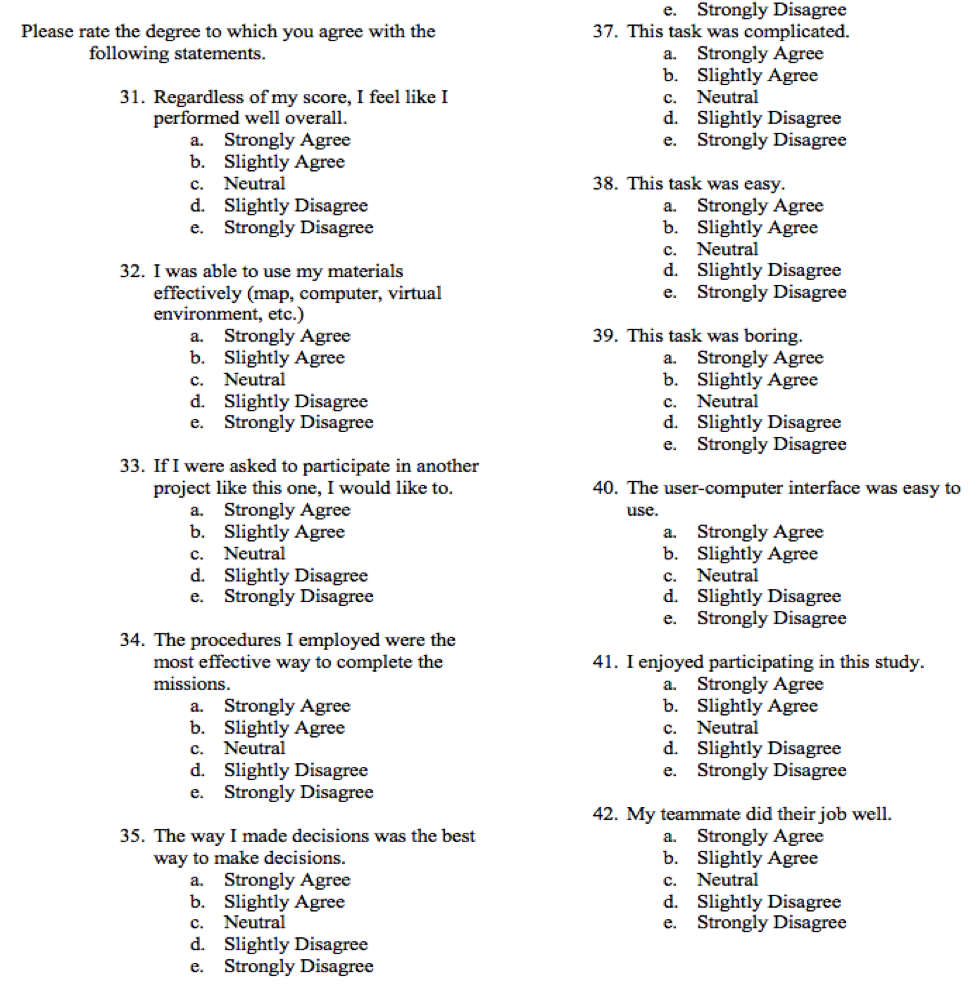 Please rate the degree to which you agree with the
following statements.
31. Regardless of my score, I feel like I
performed well overall.
a. Strongly Agree
b. Slightly Agree
c. Neutral
d. Slightly Disagree
e. Strongly Disagree
32. I was able to use my materials
effectively (map, computer, virtual
environment, etc.)
a. Strongly Agree
b. Slightly Agree
c. Neutral
d. Slightly Disagree
e. Strongly Disagree
33. If I were asked to participate in another
project like this one, I would like to.
a. Strongly Agree
b. Slightly Agree
c. Neutral
d. Slightly Disagree
e. Strongly Disagree
34. The procedures I employed were the
most effective way to complete the
missions.
a. Strongly Agree
b. Slightly Agree
c. Neutral
d. Slightly Disagree
e. Strongly Disagree
35. The way I made decisions was the best
way to make decisions.
a. Strongly Agree
b. Slightly Agree
c. Neutral
d. Slightly Disagree
e. Strongly Disagree
e. Strongly Disagree
37. This task was complicated.
a. Strongly Agree
b. Slightly Agree
c. Neutral
d. Slightly Disagree
e. Strongly Disagree
38. This task was easy.
a. Strongly Agree
b. Slightly Agree
c. Neutral
d. Slightly Disagree
e. Strongly Disagree
39. This task was boring.
a. Strongly Agree
b. Slightly Agree
c. Neutral
d. Slightly Disagree
e. Strongly Disagree
40. The user-computer interface was easy to
use.
a. Strongly Agree
b. Slightly Agree
c. Neutral
d. Slightly Disagree
e. Strongly Disagree
41. I enjoyed participating in this study.
a. Strongly Agree
b. Slightly Agree
c. Neutral
d. Slightly Disagree
e. Strongly Disagree
42. My teammate did their job well.
a. Strongly Agree
b. Slightly Agree
c. Neutral
d. Slightly Disagree
e. Strongly Disagree